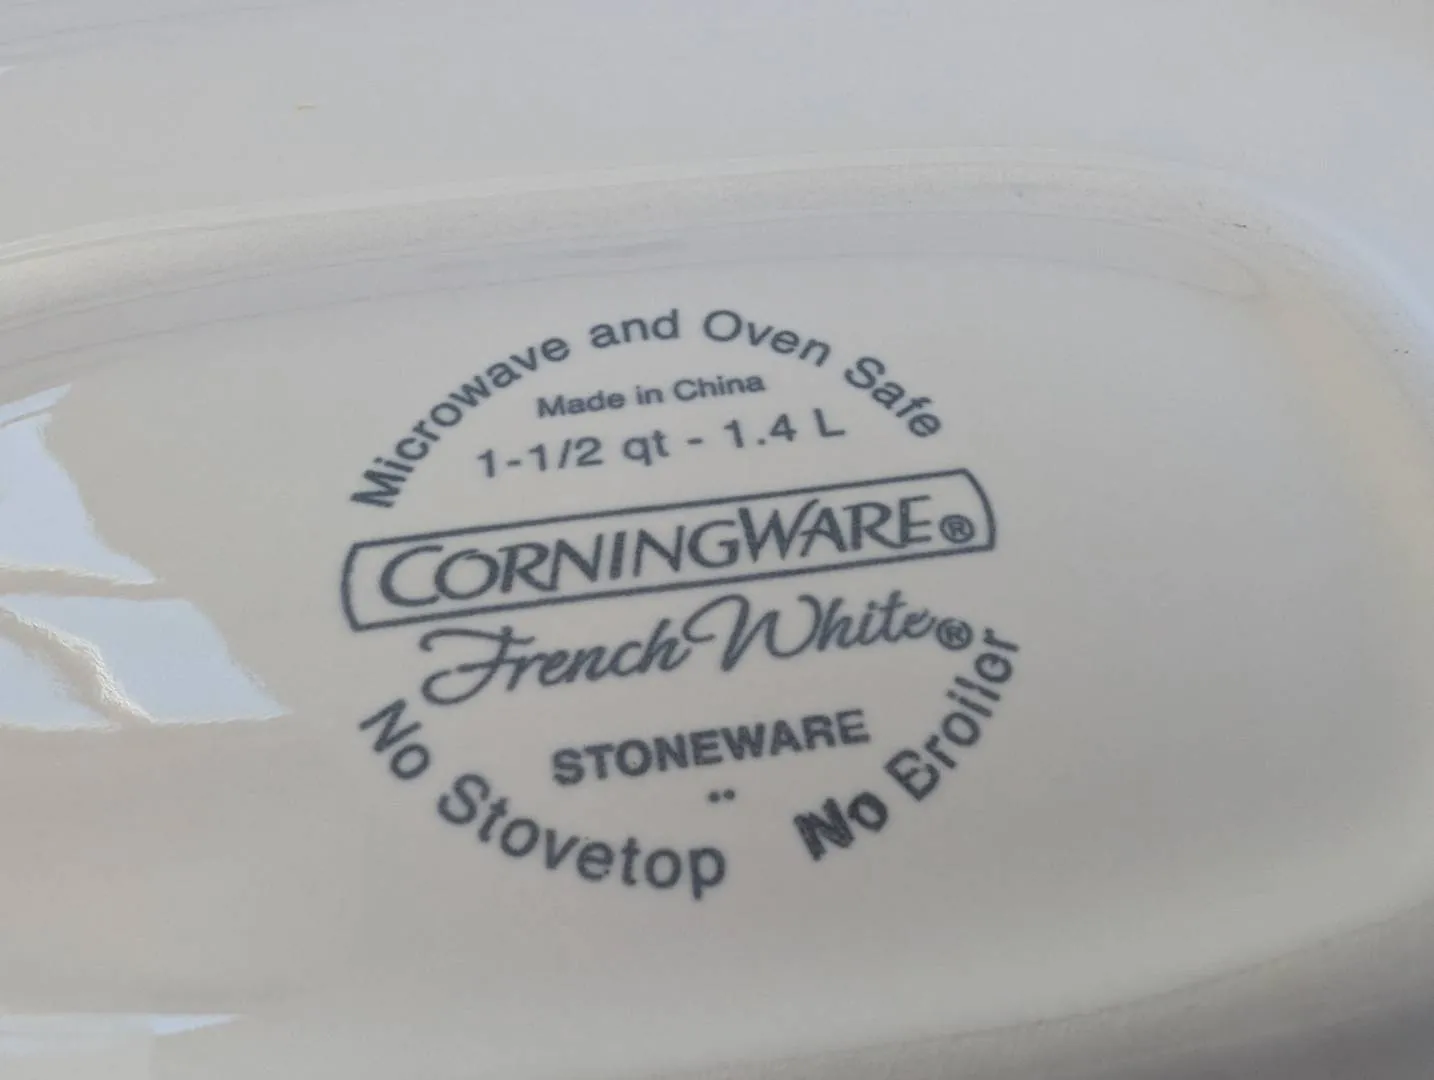 Microwave and Oven Safe
Made in China
1-1/2 qt - 1.4 L
CORNINGWARE®
French White®
STONEWARE
No Stovetop No Broiler